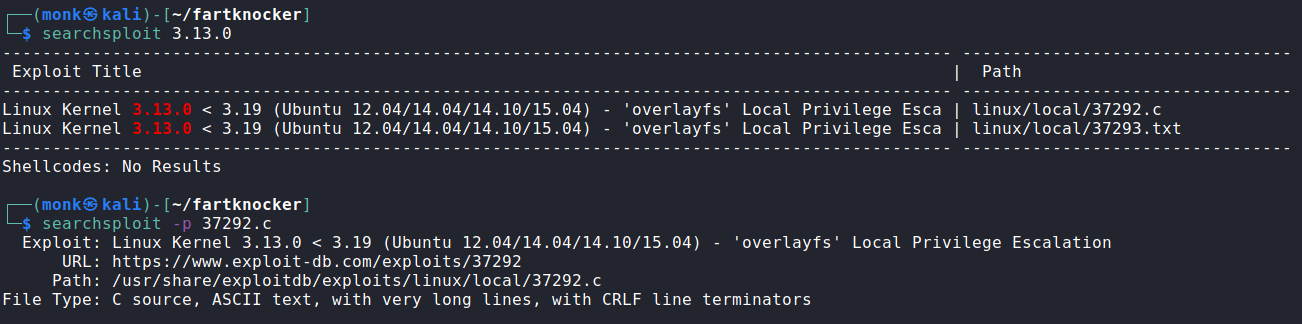 ┌──(monk㉿kali)-[~/fartknocker]
└─$ searchsploit 3.13.0
----------------------------------------------------------------------------------------------- ---------------------------------
 Exploit Title                                                                                 |  Path
----------------------------------------------------------------------------------------------- ---------------------------------
Linux Kernel 3.13.0 < 3.19 (Ubuntu 12.04/14.04/14.10/15.04) - 'overlayfs' Local Privilege Esca | linux/local/37292.c
Linux Kernel 3.13.0 < 3.19 (Ubuntu 12.04/14.04/14.10/15.04) - 'overlayfs' Local Privilege Esca | linux/local/37293.txt
----------------------------------------------------------------------------------------------- ---------------------------------
Shellcodes: No Results
┌──(monk㉿kali)-[~/fartknocker]
└─$ searchsploit -p 37292.c
  Exploit: Linux Kernel 3.13.0 < 3.19 (Ubuntu 12.04/14.04/14.10/15.04) - 'overlayfs' Local Privilege Escalation
      URL: https://www.exploit-db.com/exploits/37292
     Path: /usr/share/exploitdb/exploits/linux/local/37292.c
File Type: C source, ASCII text, with very long lines, with CRLF line terminators